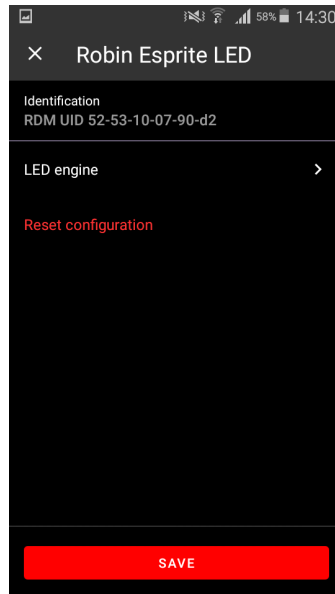 58% 14:30
Robin Esprite LED
Identification
RDM UID 52-53-10-07-90-d2
LED engine
Reset configuration
SAVE